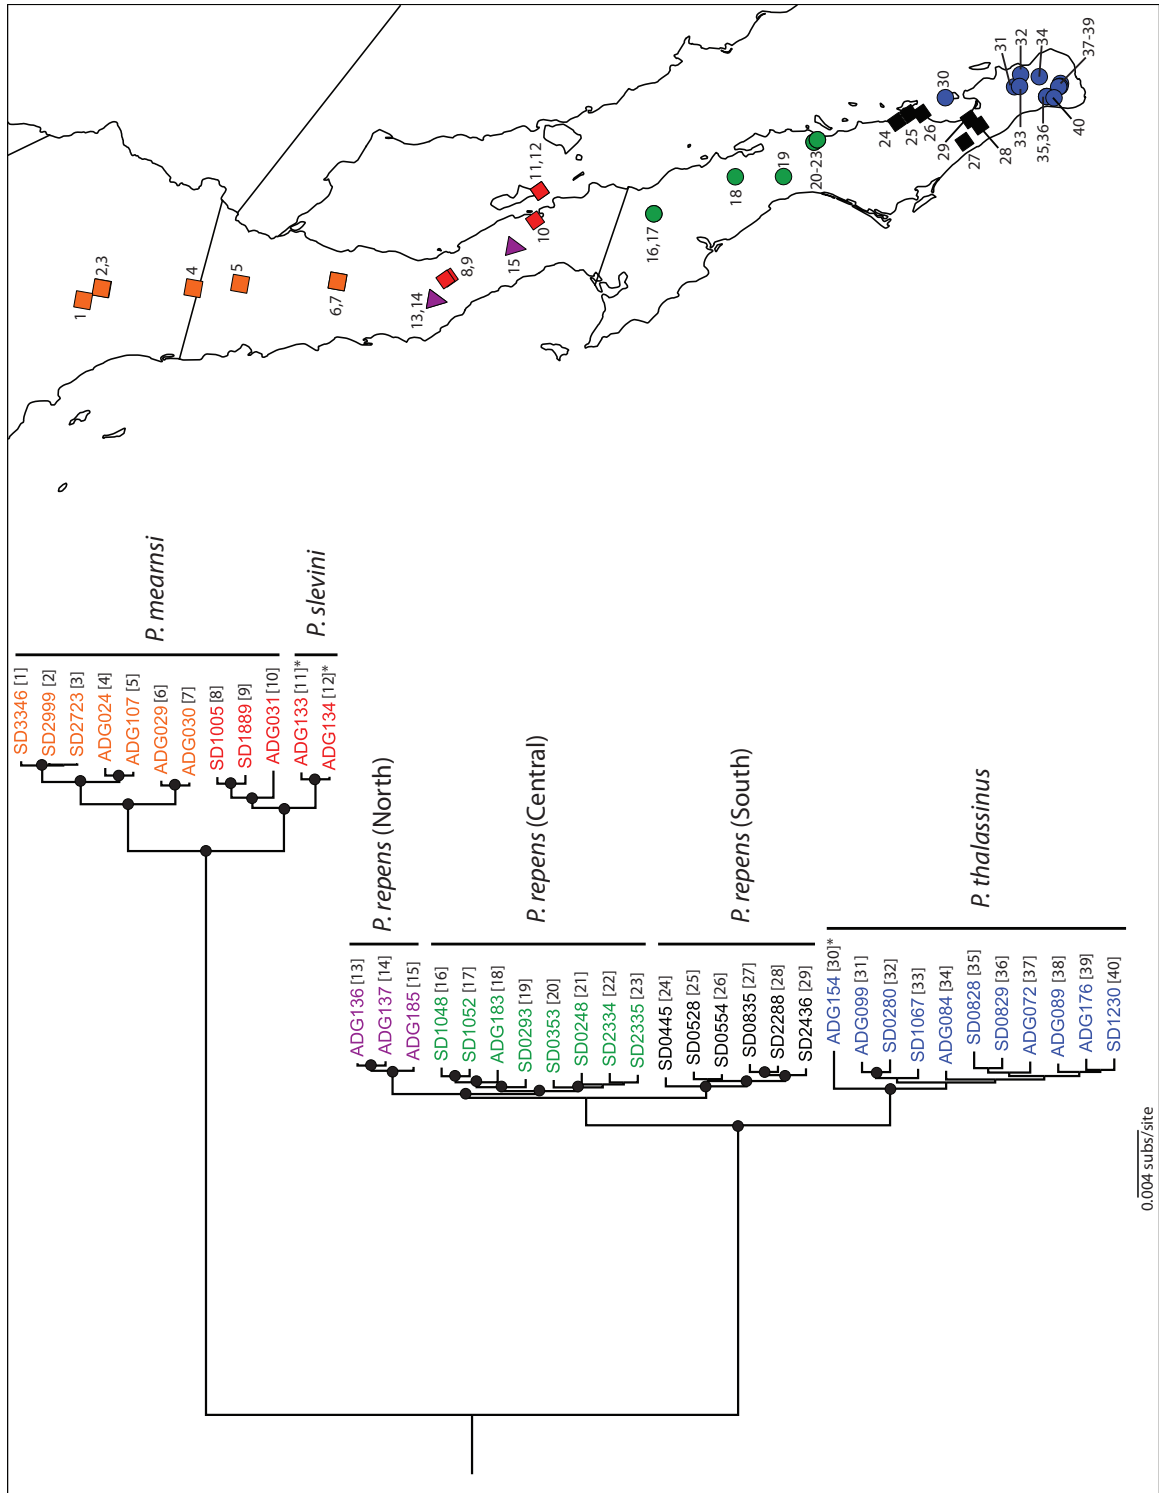 SD3346 [1]
SD2999 [2]
SD2723 [3]
ADG024 [4]
ADG107 [5]
ADG029 [6]
ADG030 [7]
SD1005 [8]
SD1889 [9]
ADG031 [10]
ADG133 [11]*
ADG134 [12]*
P. mearnsi
P. slevini
ADG136 [13]
ADG137 [14]
ADG185 [15]
SD1048 [16]
SD1052 [17]
ADG183 [18]
SD0293 [19]
SD0353 [20]
SD0248 [21]
SD2334 [22]
SD2335 [23]
SD0445 [24]
SD0528 [25]
SD0554 [26]
SD0835 [27]
SD2288 [28]
SD2436 [29]
ADG154 [30]*
ADG099 [31]
SD0280 [32]
SD1067 [33]
ADG084 [34]
SD0828 [35]
SD0829 [36]
ADG072 [37]
ADG089 [38]
ADG176 [39]
SD1230 [40]
P. repens (North)
P. repens (Central)
P. repens (South)
P. thalassinus
0.004 subs/site
1
2,3
4
5
6,7
13,14
8,9
15
10
11,12
16,17
18
19
20-23
24
25
26
29
27
28
30
31
32
33
34
35,36
37-39
40